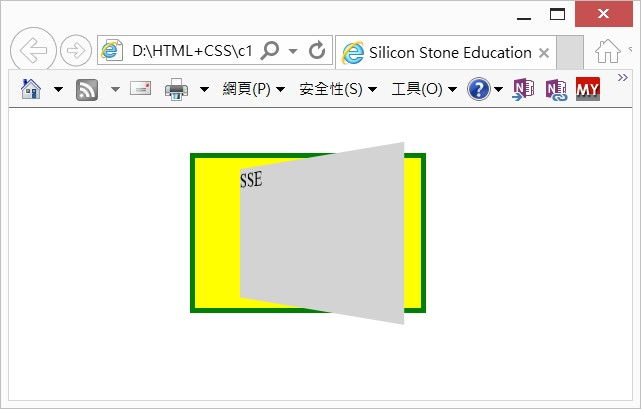 D:\HTML+CSS\c1
Silicon Stone Education
網頁(P) 安全性(S) 工具(O) ? N N MY
SSE